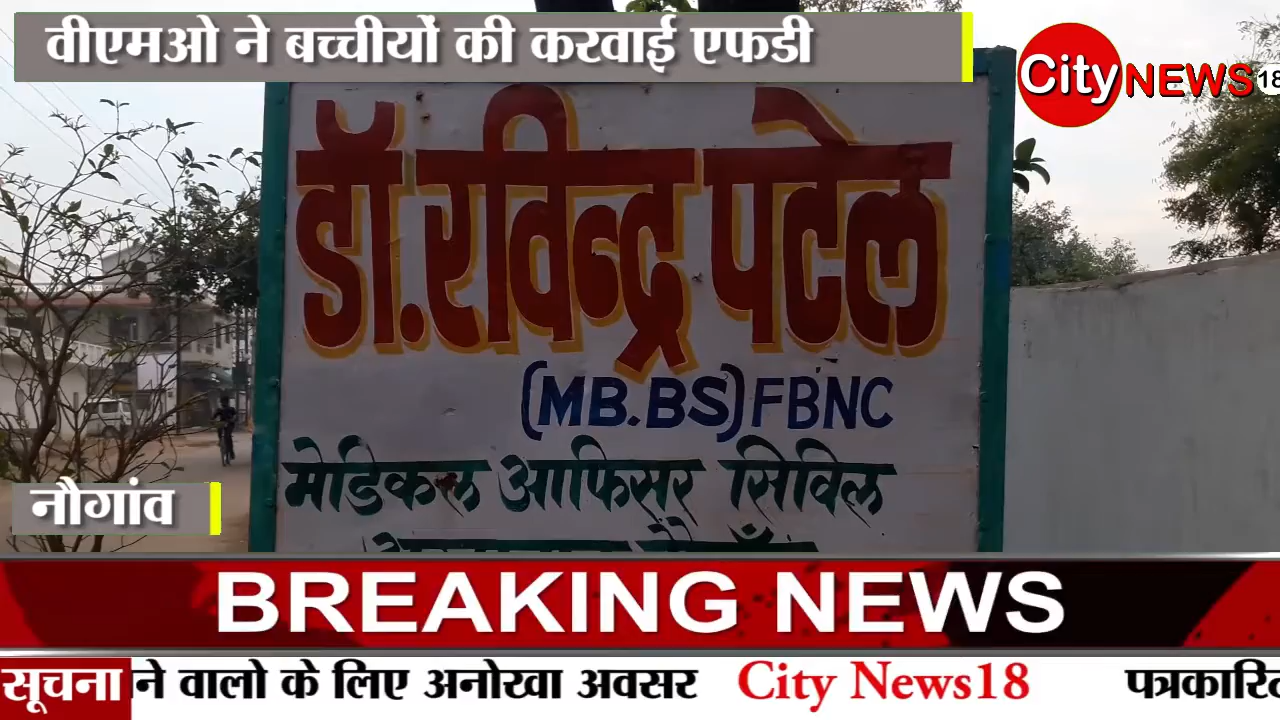 वीएमओ ने बच्चीयों की करवाई एफडी
City NEWS 18
डॉ.रविन्द्र पटेल
(MB.BS) FBNC
मेडिकल आफिसर सिविल
नौगांव
BREAKING NEWS
सूचना ने वालो के लिए अनोखा अवसर City News18 पत्रकारित